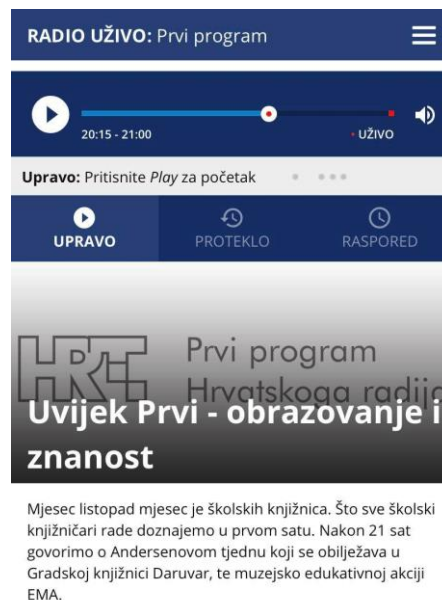 RADIO UŽIVO: Prvi program
20:15 - 21:00
UŽIVO
Upravo: Pritisnite Play za početak
UPRAVO
PROTEKLO
RASPORED
HRT
Prvi program
Hrvatskoga radija
Uvijek Prvi - obrazovanje i
znanost
Mjesec listopad mjesec je školskih knjižnica. Što sve školski
knjižničari rade doznajemo u prvom satu. Nakon 21 sat
govorimo o Andersenovom tjednu koji se obilježava u
Gradskoj knjižnici Daruvar, te muzejsko edukativnoj akciji
EMA.